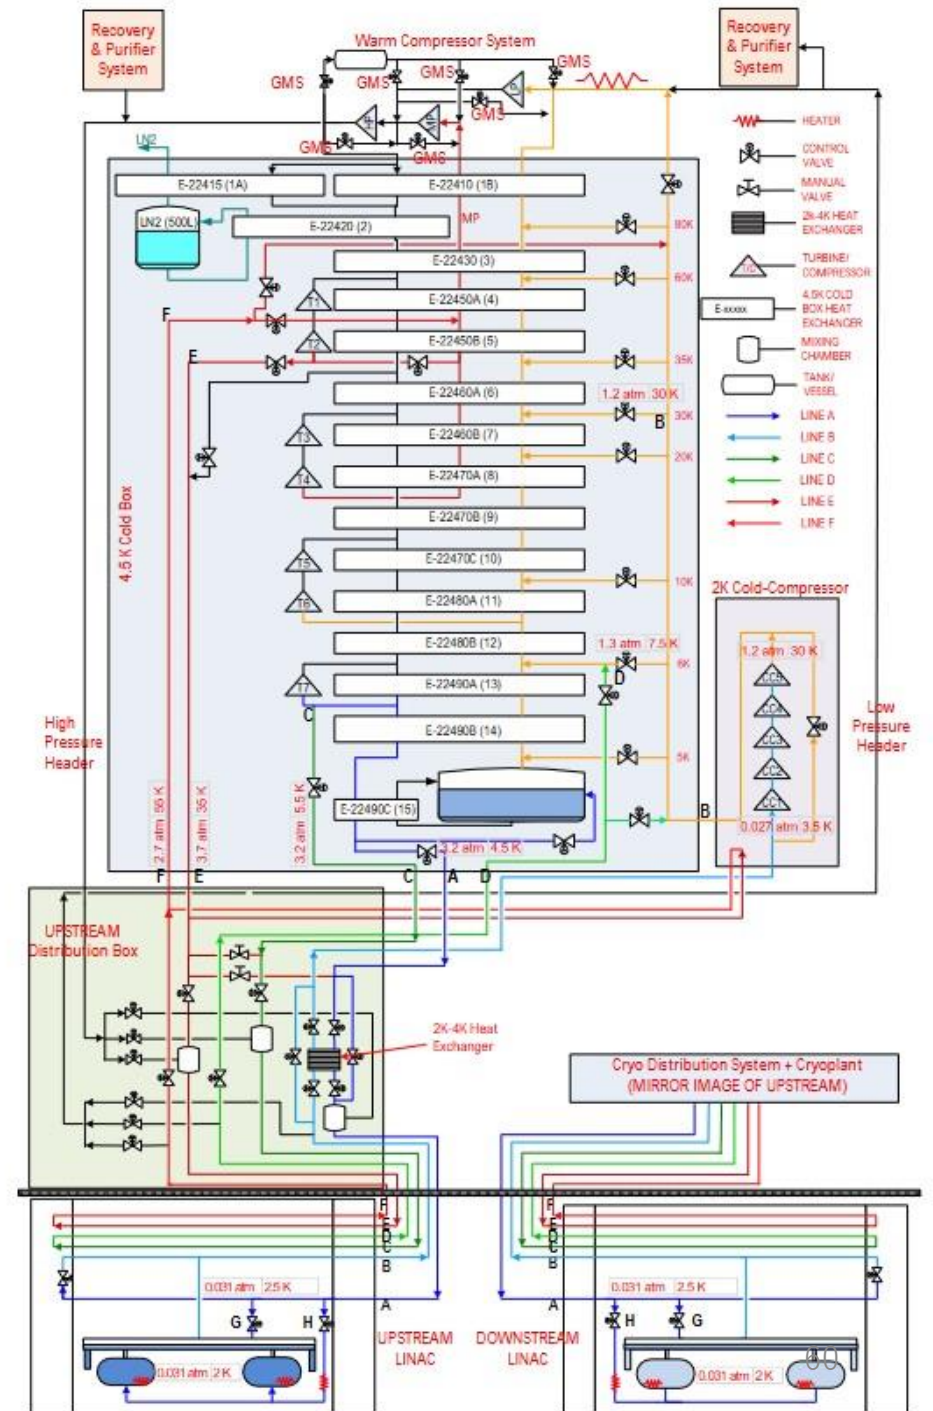 Recovery
& Purifier
System
Warm Compressor System
Recovery
& Purifier
System
GMS
GMS
GMS
GMS
GMS
GMS
GMS
HP
MP
LN2
E-22415 (1A)
E-22410 (1B)
LN2 (500L)
E-22420 (2)
MP
80K
E-22430 (3)
60K
T1
E-22450A (4)
F
T2
E-22450B (5)
E
35K
E-22460A (6)
1.2 atm 30 K
30K
B
T3
E-22460B (7)
20K
T4
E-22470A (8)
E-22470B (9)
4.5 K Cold Box
T5
E-22470C (10)
10K
T6
E-22480A (11)
E-22480B (12)
1.3 atm 7.5 K
6K
D
T7
E-22490A (13)
C
E-22490B (14)
5K
E-22490C (15)
B
3.2 atm 4.5 K
2.7 atm 55 K
3.7 atm 35 K
3.2 atm 5.5 K
F
E
C
A
D
High
Pressure
Header
Low
Pressure
Header
HEATER
CONTROL
VALVE
MANUAL
VALVE
2k-4K HEAT
EXCHANGER
T/C
TURBINE/
COMPRESSOR
E-xxxxx
4.5K COLD
BOX HEAT
EXCHANGER
MIXING
CHAMBER
TANK/
VESSEL
LINE A
LINE B
LINE C
LINE D
LINE E
LINE F
2K Cold-Compressor
1.2 atm 30 K
CC5
CC4
CC3
CC2
CC1
0.027 atm 3.5 K
UPSTREAM
Distribution Box
2K-4K Heat
Exchanger
Cryo Distribution System + Cryoplant
(MIRROR IMAGE OF UPSTREAM)
F
E
D
C
B
A
F
E
D
C
B
A
0.031 atm 2.5 K
G
H
0.031 atm 2 K
UPSTREAM
LINAC
DOWNSTREAM
LINAC
0.031 atm 2.5 K
H
G
0.031 atm 2 K